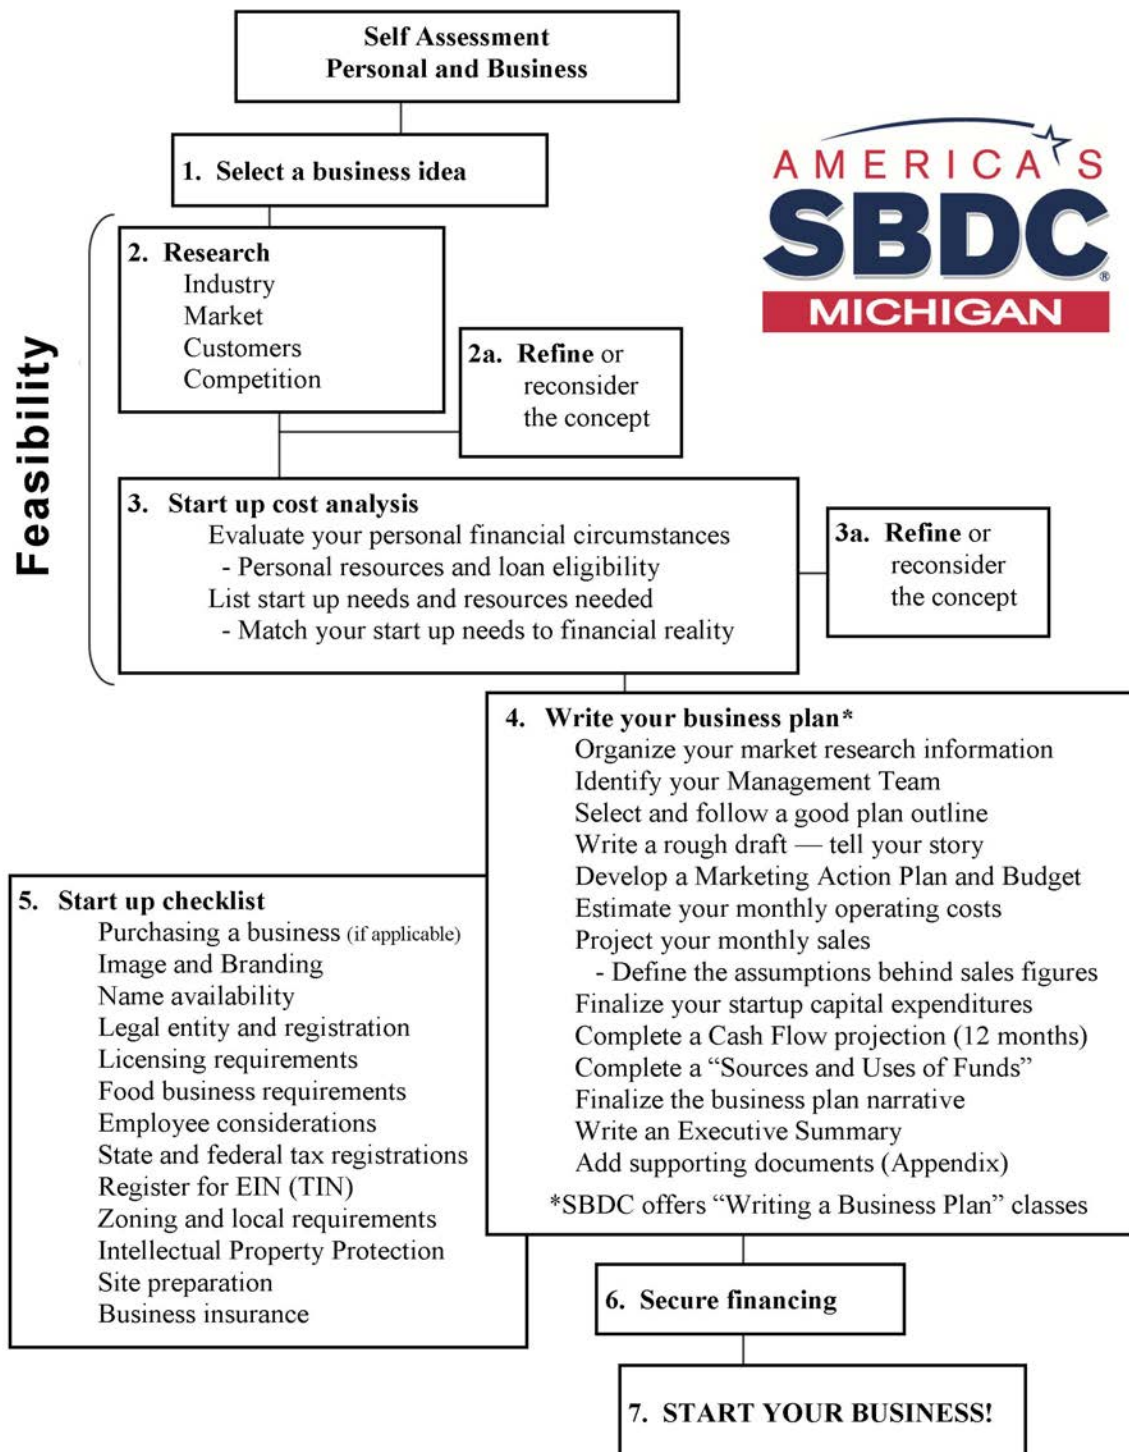 Self Assessment
Personal and Business
1. Select a business idea
AMERICA'S
SBDC®
MICHIGAN
Feasibility
2. Research
Industry
Market
Customers
Competition
2a. Refine or
reconsider
the concept
3. Start up cost analysis
Evaluate your personal financial circumstances
- Personal resources and loan eligibility
List start up needs and resources needed
- Match your start up needs to financial reality
3a. Refine or
reconsider
the concept
4. Write your business plan*
Organize your market research information
Identify your Management Team
Select and follow a good plan outline
Write a rough draft — tell your story
Develop a Marketing Action Plan and Budget
Estimate your monthly operating costs
Project your monthly sales
- Define the assumptions behind sales figures
Finalize your startup capital expenditures
Complete a Cash Flow projection (12 months)
Complete a “Sources and Uses of Funds”
Finalize the business plan narrative
Write an Executive Summary
Add supporting documents (Appendix)
*SBDC offers “Writing a Business Plan” classes
5. Start up checklist
Purchasing a business (if applicable)
Image and Branding
Name availability
Legal entity and registration
Licensing requirements
Food business requirements
Employee considerations
State and federal tax registrations
Register for EIN (TIN)
Zoning and local requirements
Intellectual Property Protection
Site preparation
Business insurance
6. Secure financing
7. START YOUR BUSINESS!